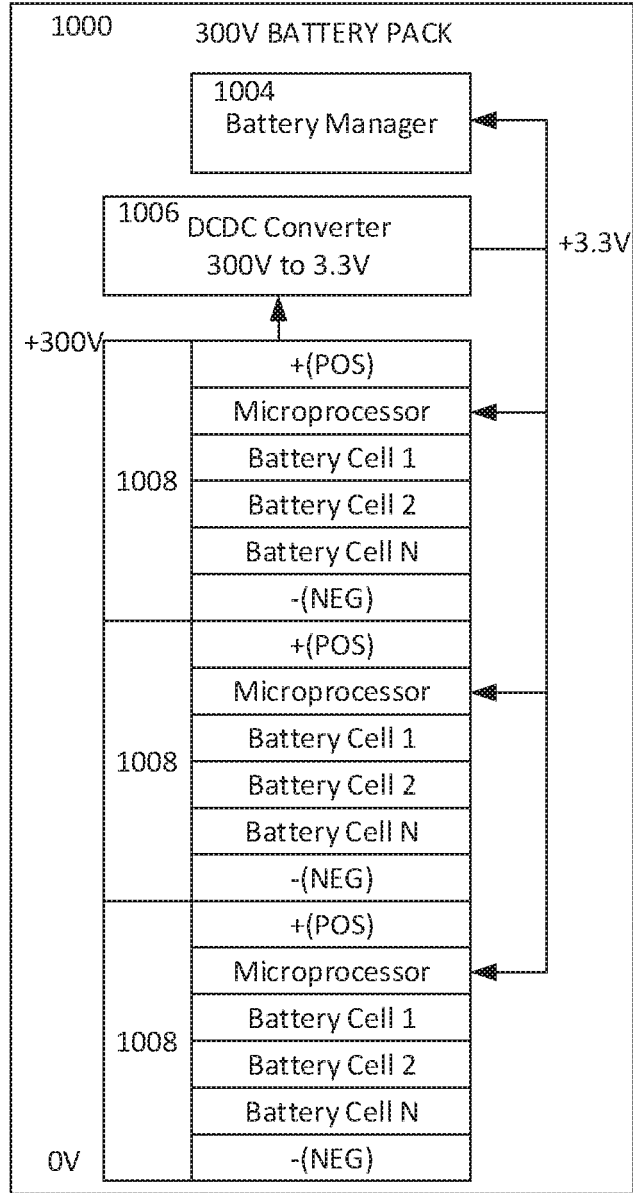 1000 300V BATTERY PACK
1004
Battery Manager
1006 DCDC Converter
300V to 3.3V
+3.3V
+300V
+(POS)
Microprocessor
Battery Cell 1
1008
Battery Cell 2
Battery Cell N
-(NEG)
+(POS)
Microprocessor
Battery Cell 1
1008
Battery Cell 2
Battery Cell N
-(NEG)
+(POS)
Microprocessor
Battery Cell 1
1008
Battery Cell 2
Battery Cell N
0V
-(NEG)